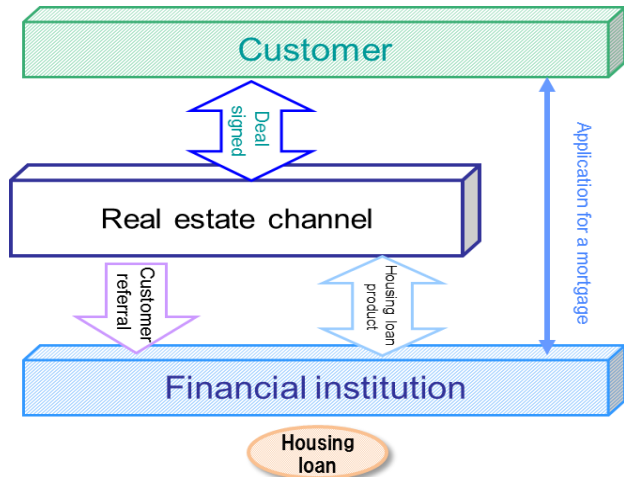 Customer
Deal
signed
Application for a mortgage
Real estate channel
Customer
referral
Housing loan
product
Financial institution
Housing
loan